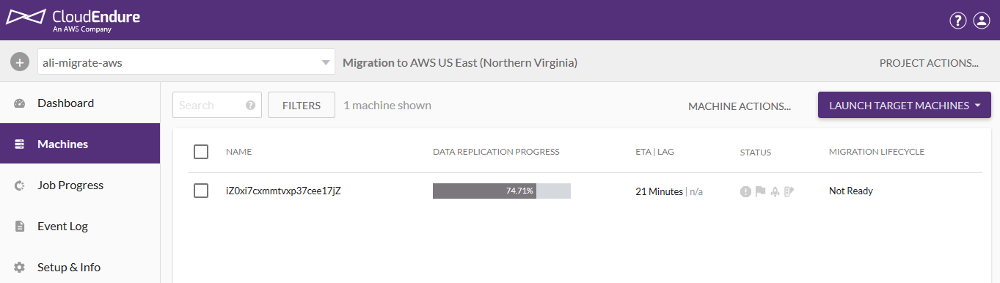 CloudEndure
An AWS Company
?
+
ali-migrate-aws
Migration to AWS US East (Northern Virginia)
PROJECT ACTIONS...
Dashboard
Machines
Job Progress
Event Log
Setup & Info
Search
?
FILTERS
1 machine shown
MACHINE ACTIONS...
LAUNCH TARGET MACHINES
NAME
DATA REPLICATION PROGRESS
ETA | LAG
STATUS
MIGRATION LIFECYCLE
iZ0xi7cxmmtvxp37cee17jZ
74.71%
21 Minutes | n/a
Not Ready